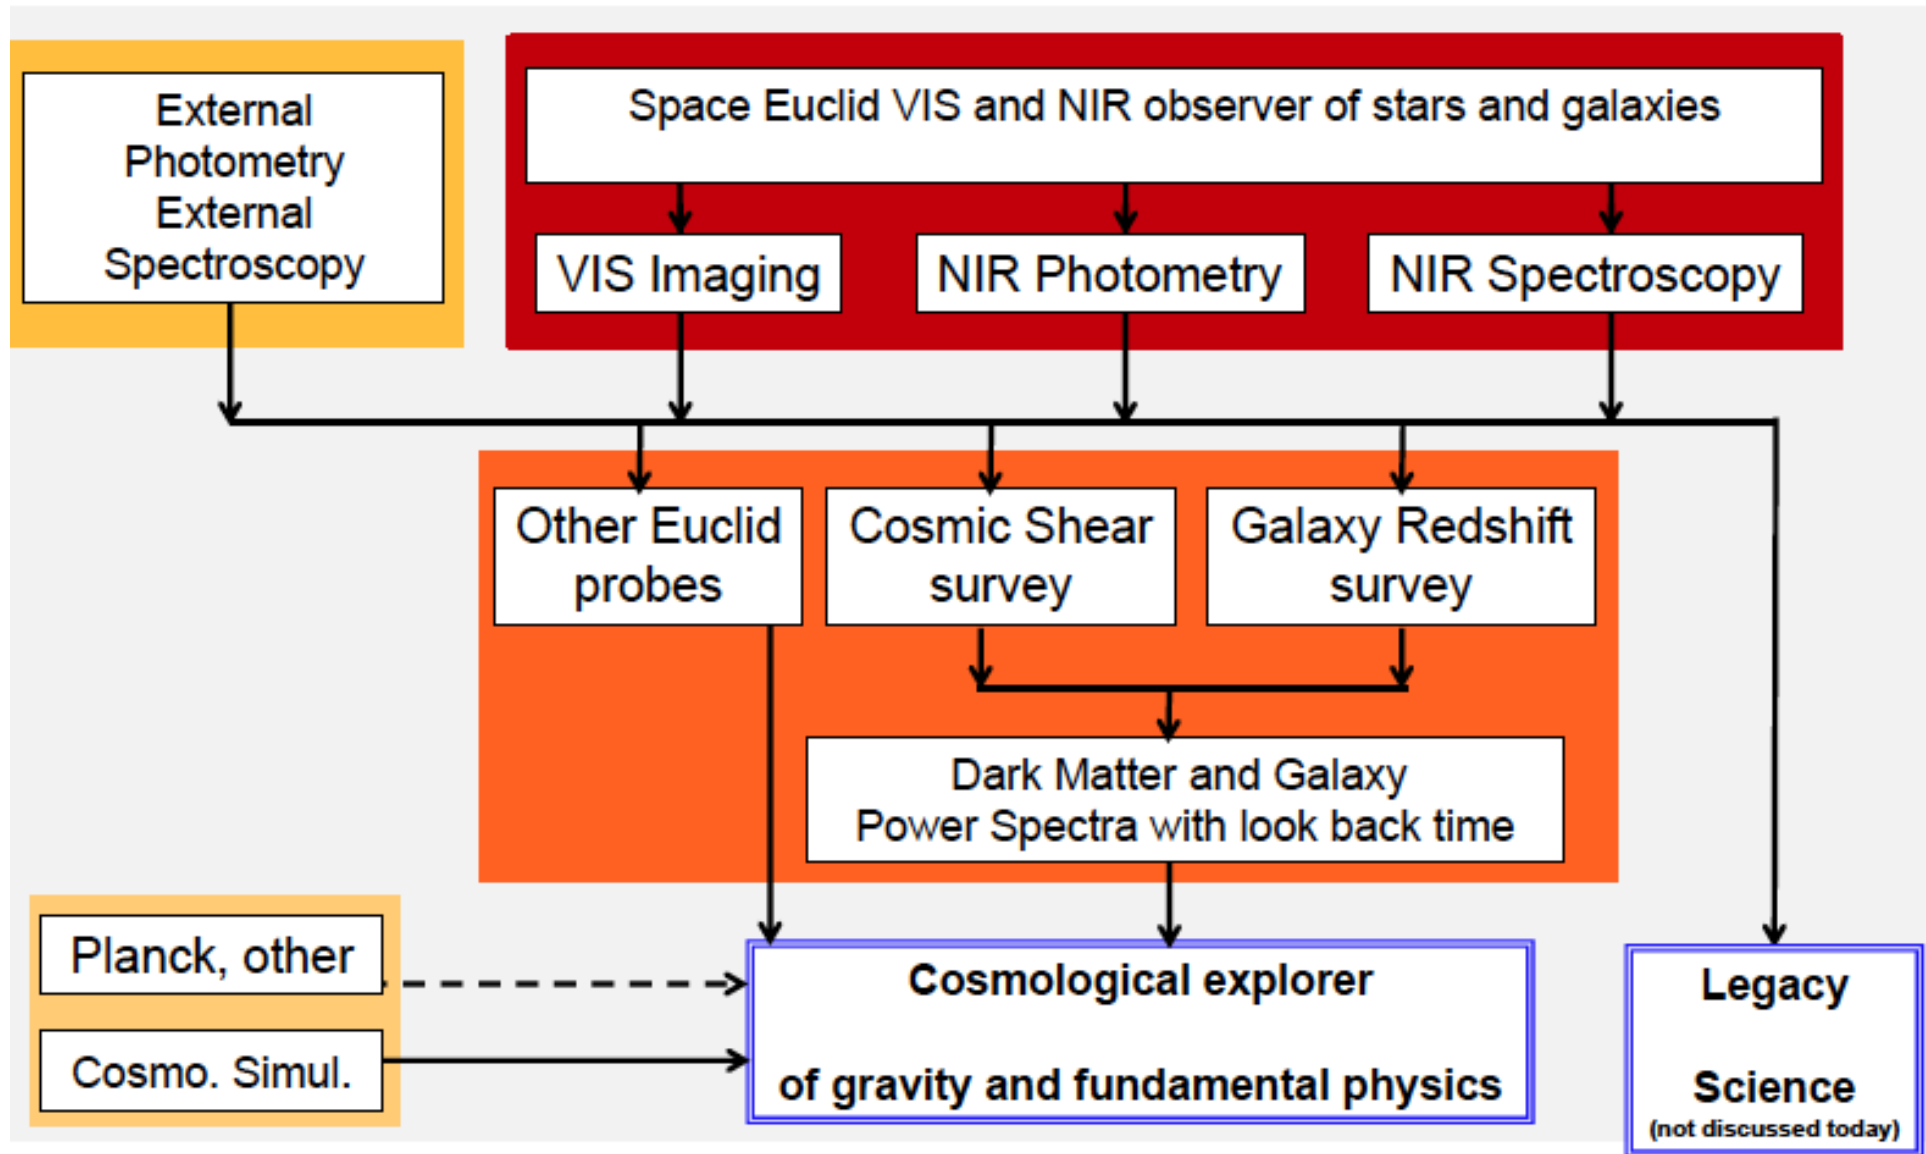 External
Photometry
External
Spectroscopy
Space Euclid VIS and NIR observer of stars and galaxies
VIS Imaging
NIR Photometry
NIR Spectroscopy
Other Euclid
probes
Cosmic Shear
survey
Galaxy Redshift
survey
Dark Matter and Galaxy
Power Spectra with look back time
Planck, other
Cosmo. Simul.
Cosmological explorer
of gravity and fundamental physics
Legacy
Science
(not discussed today)